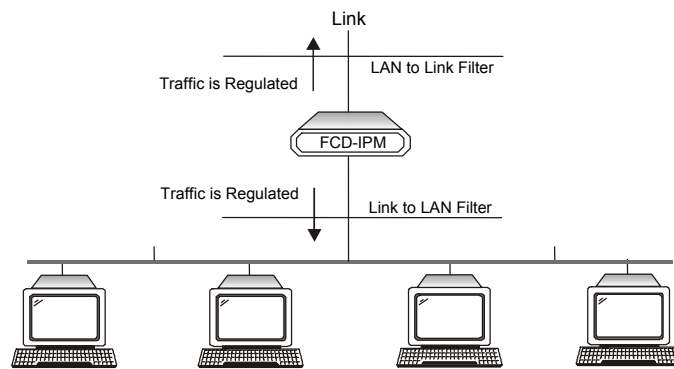 Link
LAN to Link Filter
Traffic is Regulated
FCD-IPM
Traffic is Regulated
Link to LAN Filter